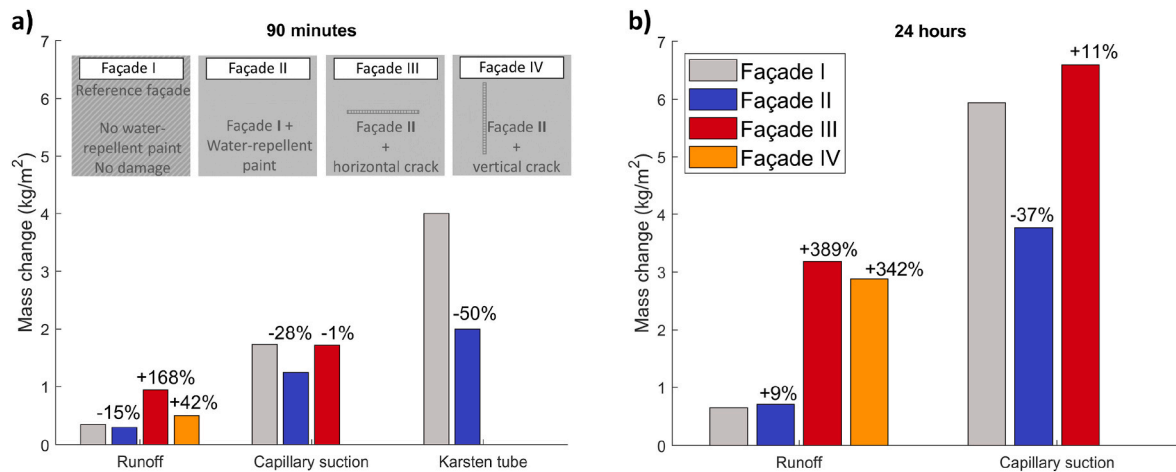 a)
90 minutes
7
6
5
4
3
2
1
0
Mass change (kg/m²)
Façade I
Reference façade
No water-
repellent paint
No damage
Façade II
Façade I +
Water-repellent
paint
Façade III
Façade II
+
horizontal crack
Façade IV
Façade II
+
vertical crack
-15%
+168%
+42%
-28%
-1%
-50%
Runoff
Capillary suction
Karsten tube
b)
24 hours
7
6
5
4
3
2
1
0
Mass change (kg/m²)
Façade I
Façade II
Façade III
Façade IV
+9%
+389%
+342%
-37%
+11%
Runoff
Capillary suction